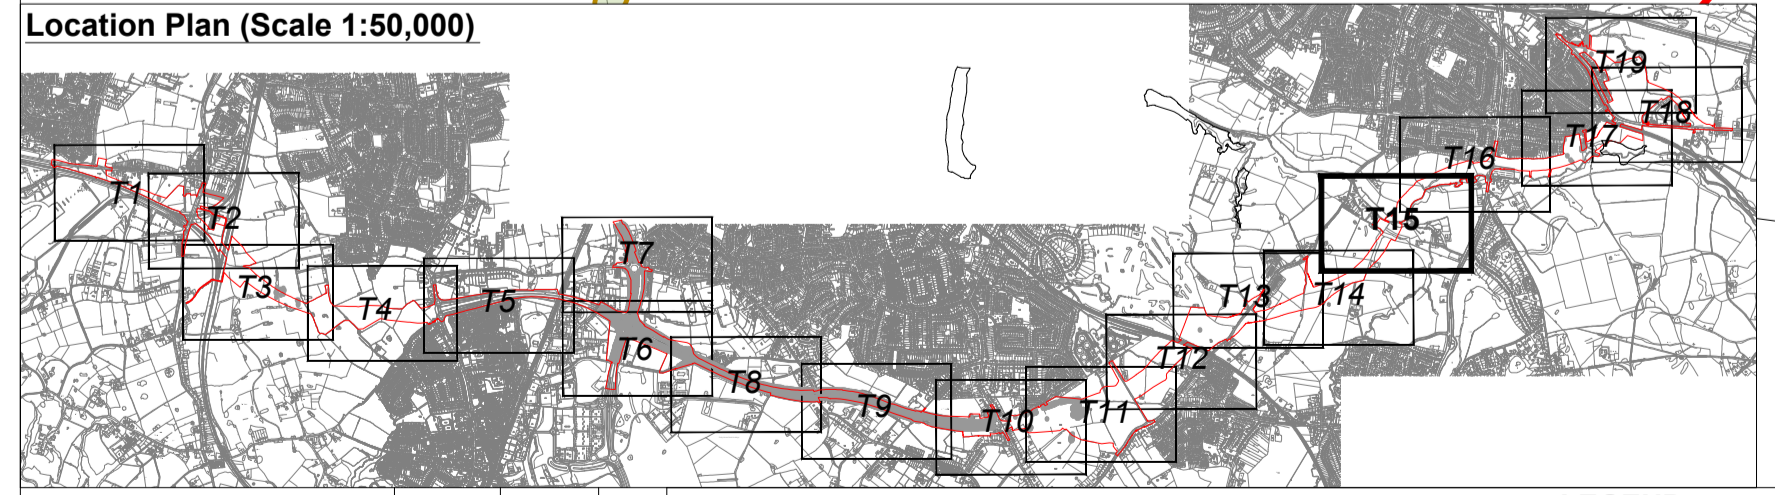 Location Plan (Scale 1:50,000)
T1
T2
T3
T4
T5
T6
T7
T8
T9
T10
T11
T12
T13
T14
T15
T16
T17
T18
T19